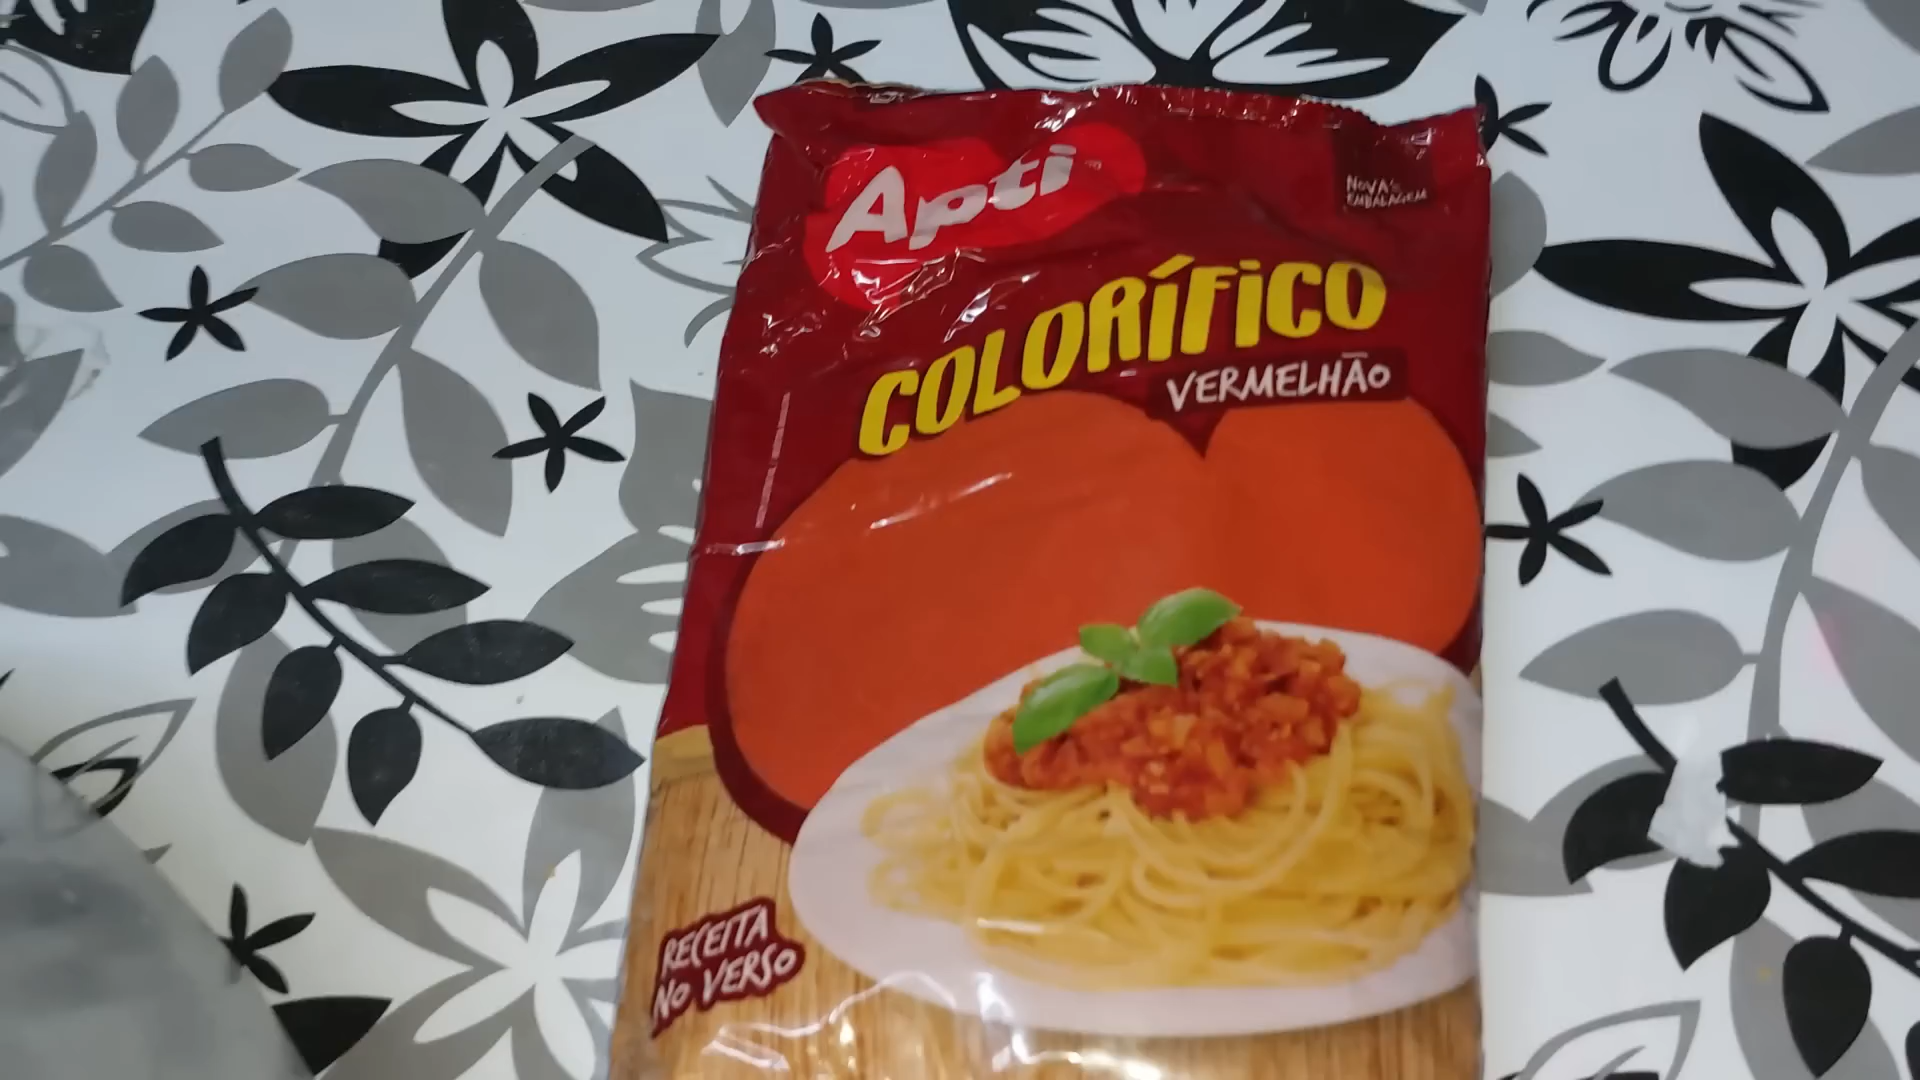 Apti
NOVA
EMBALAGEM
COLORÍFICO
VERMELHÃO
RECEITA
NO VERSO